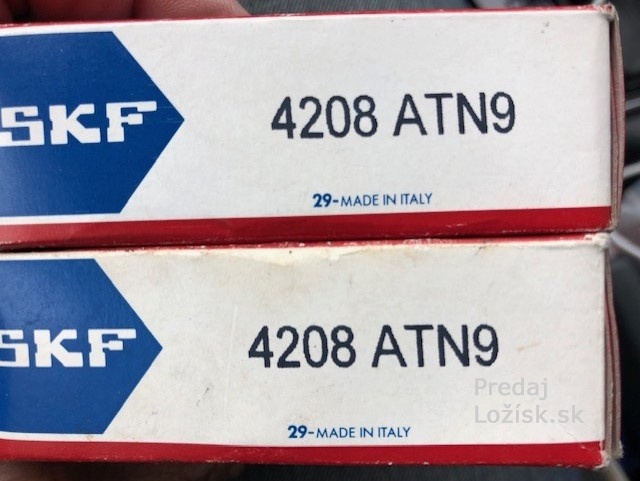 SKF
4208 ATN9
29-MADE IN ITALY
SKF
4208 ATN9
29-MADE IN ITALY
Predaj
Ložísk.sk